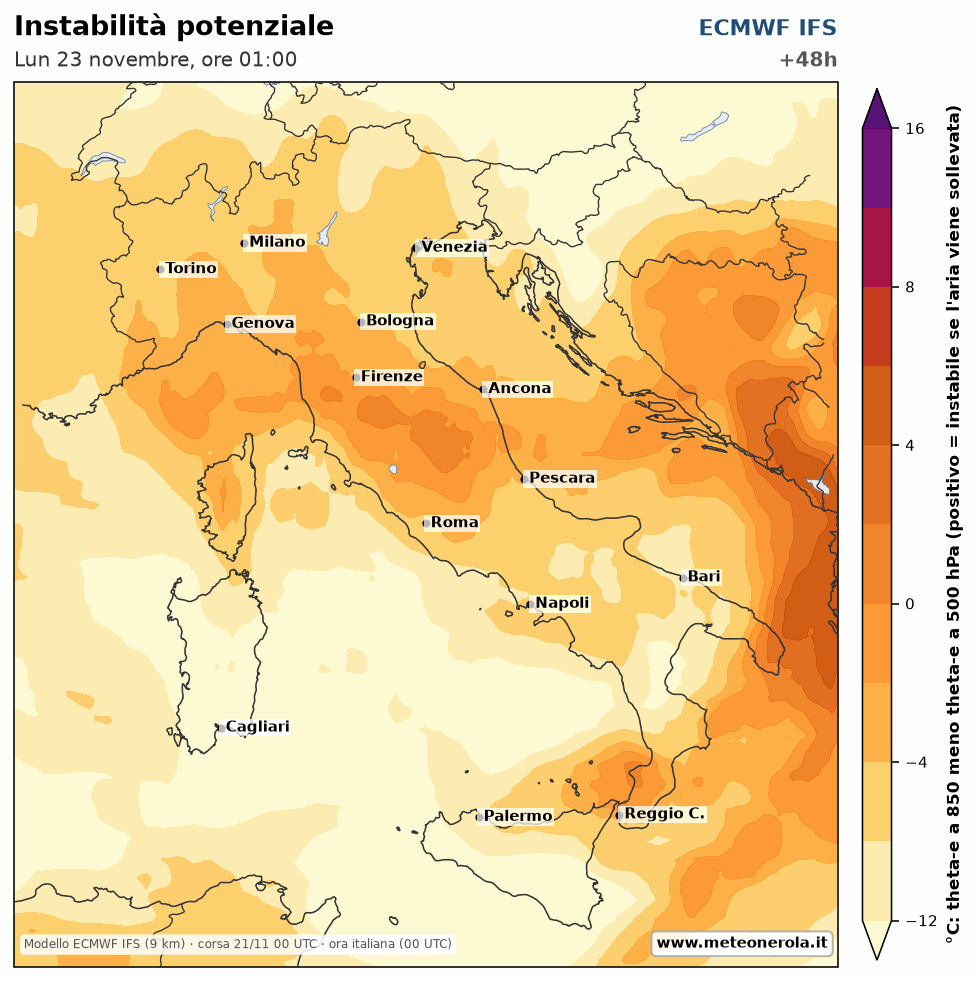 Instabilità potenziale
ECMWF IFS
Lun 23 novembre, ore 01:00
+48h
Milano
Venezia
Torino
Genova
Bologna
Firenze
Ancona
Pescara
Roma
Bari
Napoli
Cagliari
Palermo
Reggio C.
16
8
4
0
−4
−12
°C: theta-e a 850 meno theta-e a 500 hPa (positivo = instabile se l'aria viene sollevata)
Modello ECMWF IFS (9 km) · corsa 21/11 00 UTC · ora italiana (00 UTC)
www.meteonerola.it